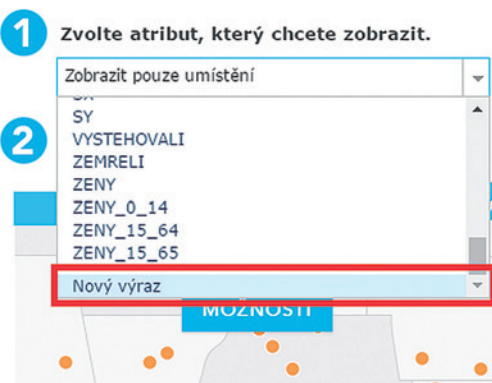 1 Zvolte atribut, který chcete zobrazit.
Zobrazit pouze umístění
SX
SY
2
VYSTEHOVALI
ZEMRELI
ZENY
ZENY_0_14
ZENY_15_64
ZENY_15_65
Nový výraz
MOŽNOSTI